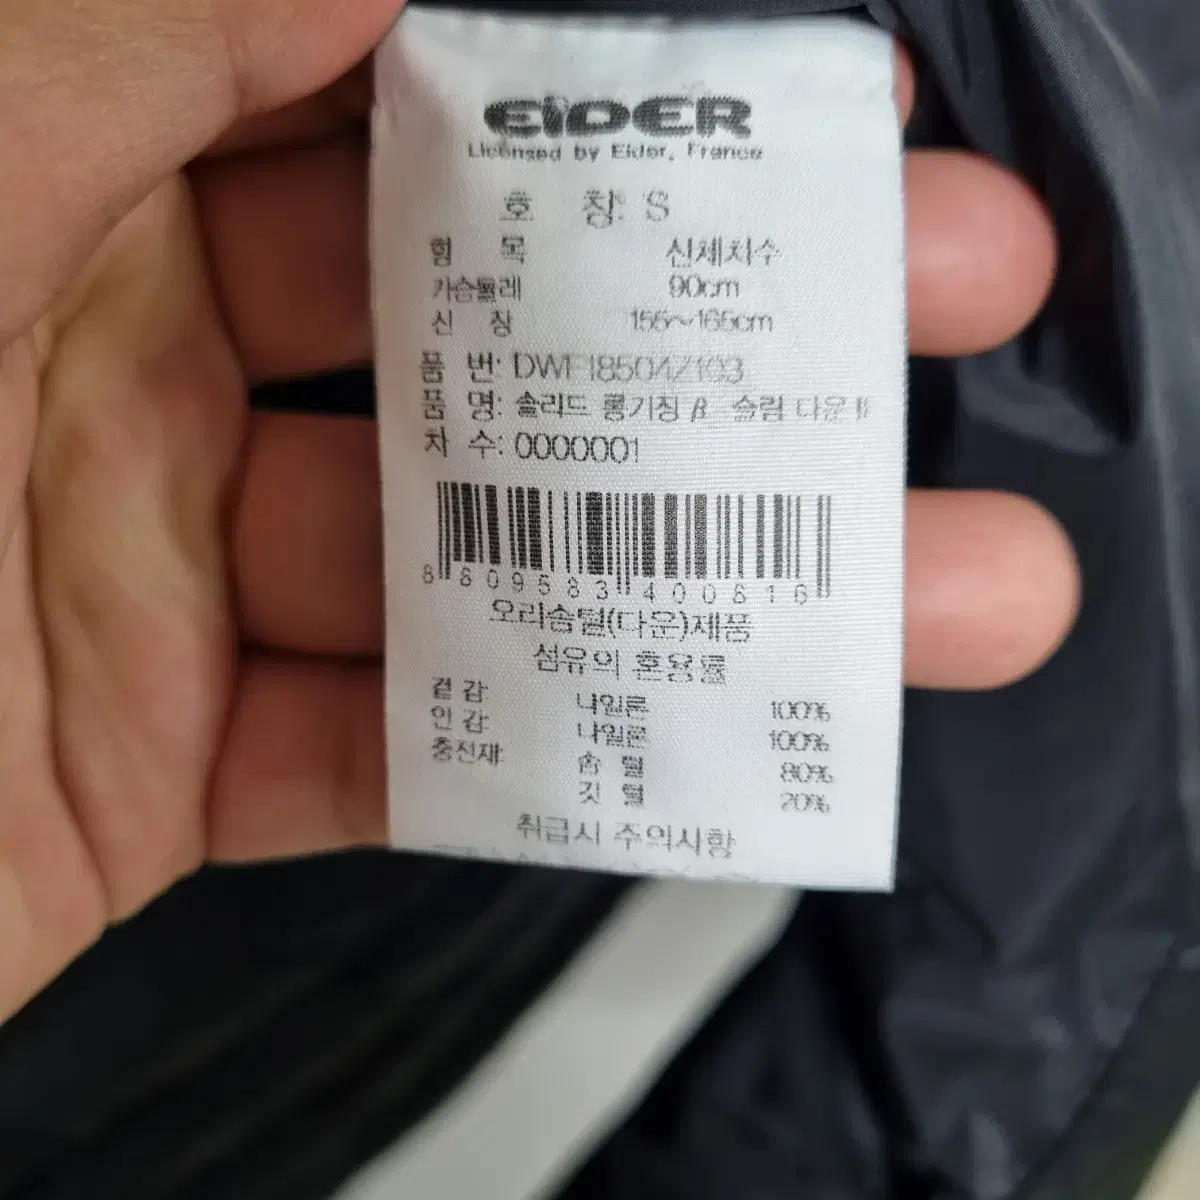 EiDER
Licensed by Eider, France
호 칭: S
항 목 신체치수
가슴둘레 90cm
신 장 155~165cm
품 번:
품 명: 솔리드 롱기장 β 슬림 다운
차 수: 0000001
8 809583 400816
오리솜털(다운)제품
섬유의 혼용률
겉 감: 나일론 100%
안 감: 나일론 100%
충전재: 솜 털 80%
깃 털 20%
취급시 주의사항